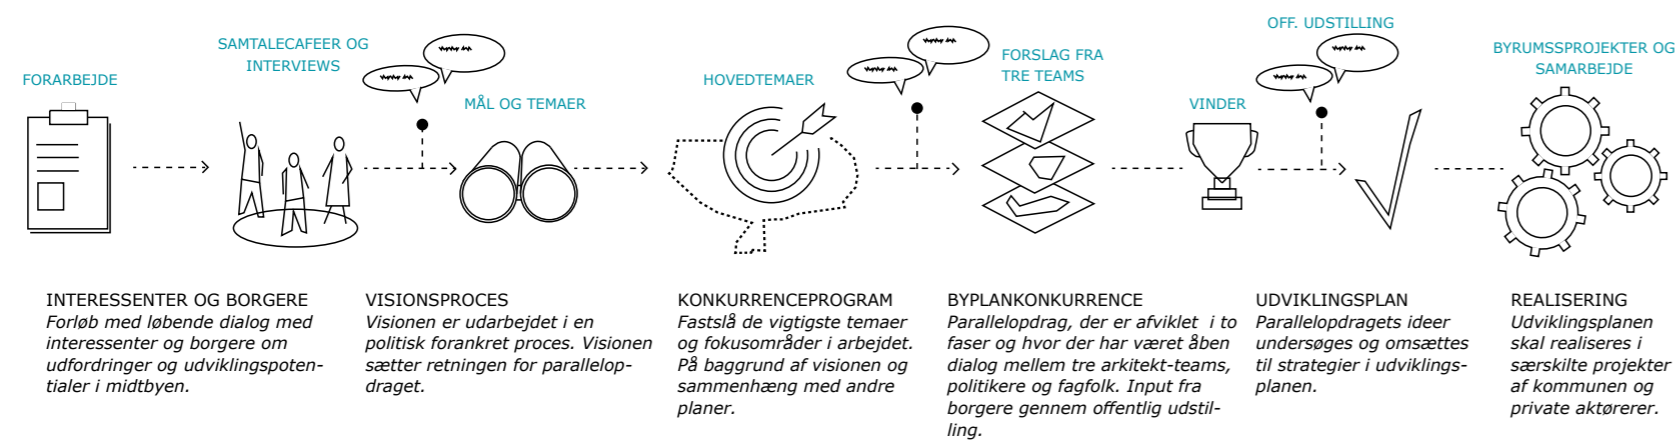 FORARBEJDE
SAMTALECAFEER OG
INTERVIEWS
MÅL OG TEMAER
HOVEDTEMAER
FORSLAG FRA
TRE TEAMS
VINDER
OFF. UDSTILLING
BYRUMSSPROJEKTER OG
SAMARBEJDE
INTERESSENTER OG BORGERE
Forløb med løbende dialog med
interessenter og borgere om
udfordringer og udviklingspoten-
tialer i midtbyen.
VISIONSPROCES
Visionen er udarbejdet i en
politisk forankret proces. Visionen
sætter retningen for parallelop-
draget.
KONKURRENCEPROGRAM
Fastslå de vigtigste temaer
og fokusområder i arbejdet.
På baggrund af visionen og
sammenhæng med andre
planer.
BYPLANKONKURRENCE
Parallelopdrag, der er afviklet i to
faser og hvor der har været åben
dialog mellem tre arkitekt-teams,
politikere og fagfolk. Input fra
borgere gennem offentlig udstil-
ling.
UDVIKLINGSPLAN
Parallelopdragets ideer
undersøges og omsættes
til strategier i udviklings-
planen.
REALISERING
Udviklingsplanen
skal realiseres i
særskilte projekter
af kommunen og
private aktørerer.